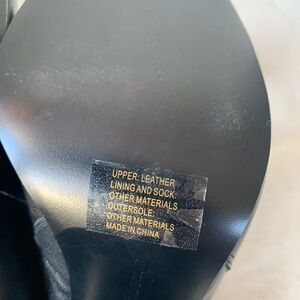 UPPER: LEATHER
LINING AND SOCK:
OTHER MATERIALS
OUTERSOLE:
OTHER MATERIALS
MADE IN CHINA